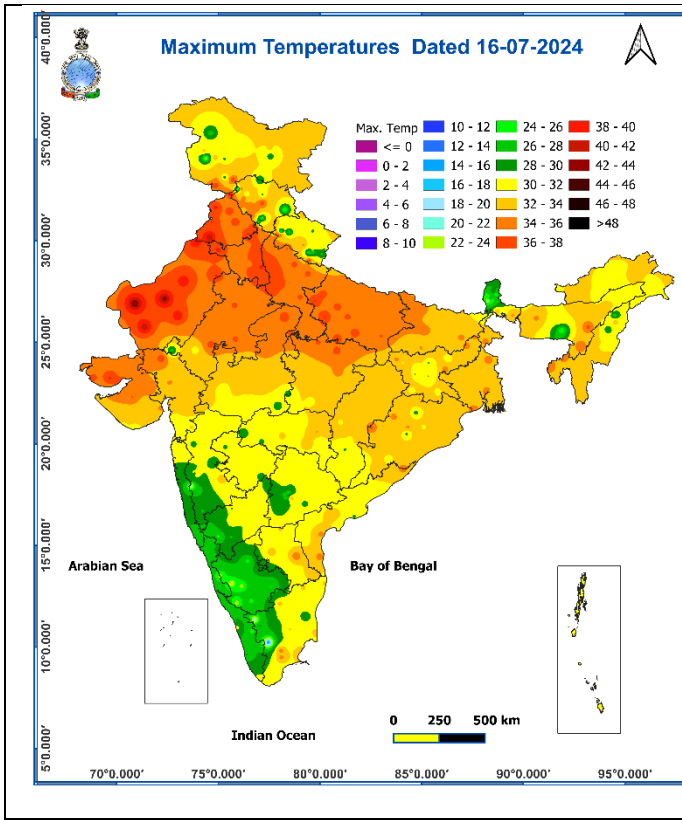 Maximum Temperatures Dated 16-07-2024
Max. Temp
<= 0
0 - 2
2 - 4
4 - 6
6 - 8
8 - 10
10 - 12
12 - 14
14 - 16
16 - 18
18 - 20
20 - 22
22 - 24
24 - 26
26 - 28
28 - 30
30 - 32
32 - 34
34 - 36
36 - 38
38 - 40
40 - 42
42 - 44
44 - 46
46 - 48
>48
40°0.000'
35°0.000'
30°0.000'
25°0.000'
20°0.000'
15°0.000'
10°0.000'
5°0.000'
Arabian Sea
Bay of Bengal
Indian Ocean
0 250 500 km
70°0.000' 75°0.000' 80°0.000' 85°0.000' 90°0.000' 95°0.000'